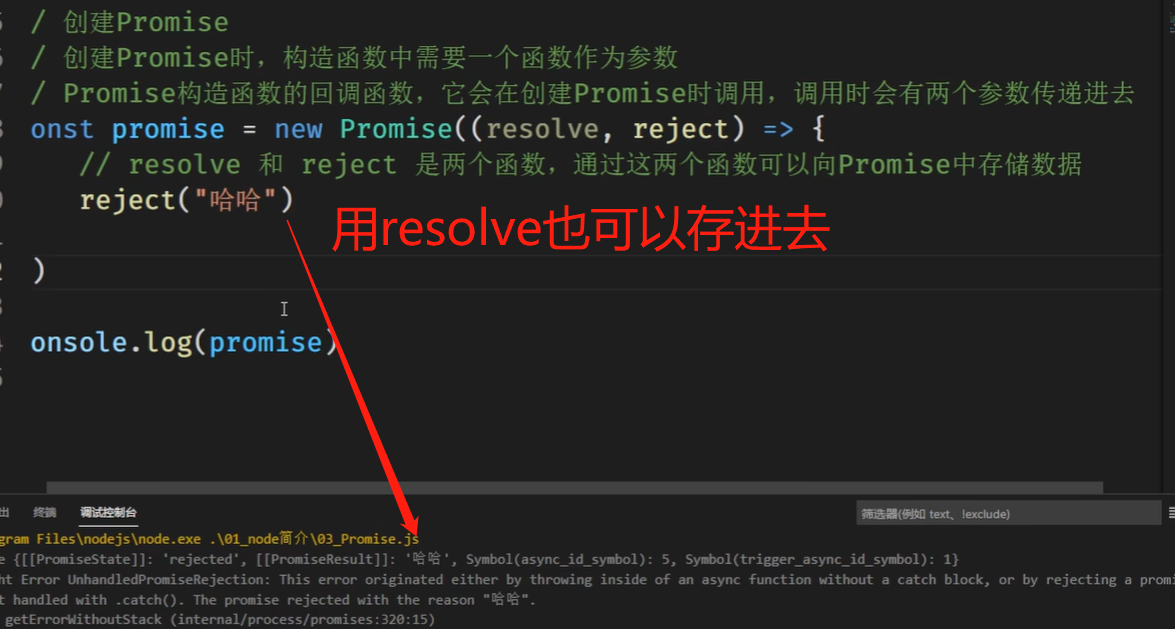 / 创建Promise
/ 创建Promise时，构造函数中需要一个函数作为参数
/ Promise构造函数的回调函数，它会在创建Promise时调用，调用时会有两个参数传递进去
onst promise = new Promise((resolve, reject) => {
// resolve 和 reject 是两个函数，通过这两个函数可以向Promise中存储数据
reject("哈哈")
用resolve也可以存进去
)
onsole.log(promise)
出 终端 调试控制台 筛选器(例如 text、!exclude)
gram Files\nodejs\node.exe .\01_node简介\03_Promise.js
e {[[PromiseState]]: 'rejected', [[PromiseResult]]: '哈哈', Symbol(async_id_symbol): 5, Symbol(trigger_async_id_symbol): 1}
ht Error UnhandledPromiseRejection: This error originated either by throwing inside of an async function without a catch block, or by rejecting a promi
t handled with .catch(). The promise rejected with the reason "哈哈".
getErrorWithoutStack (internal/process/promises:320:15)